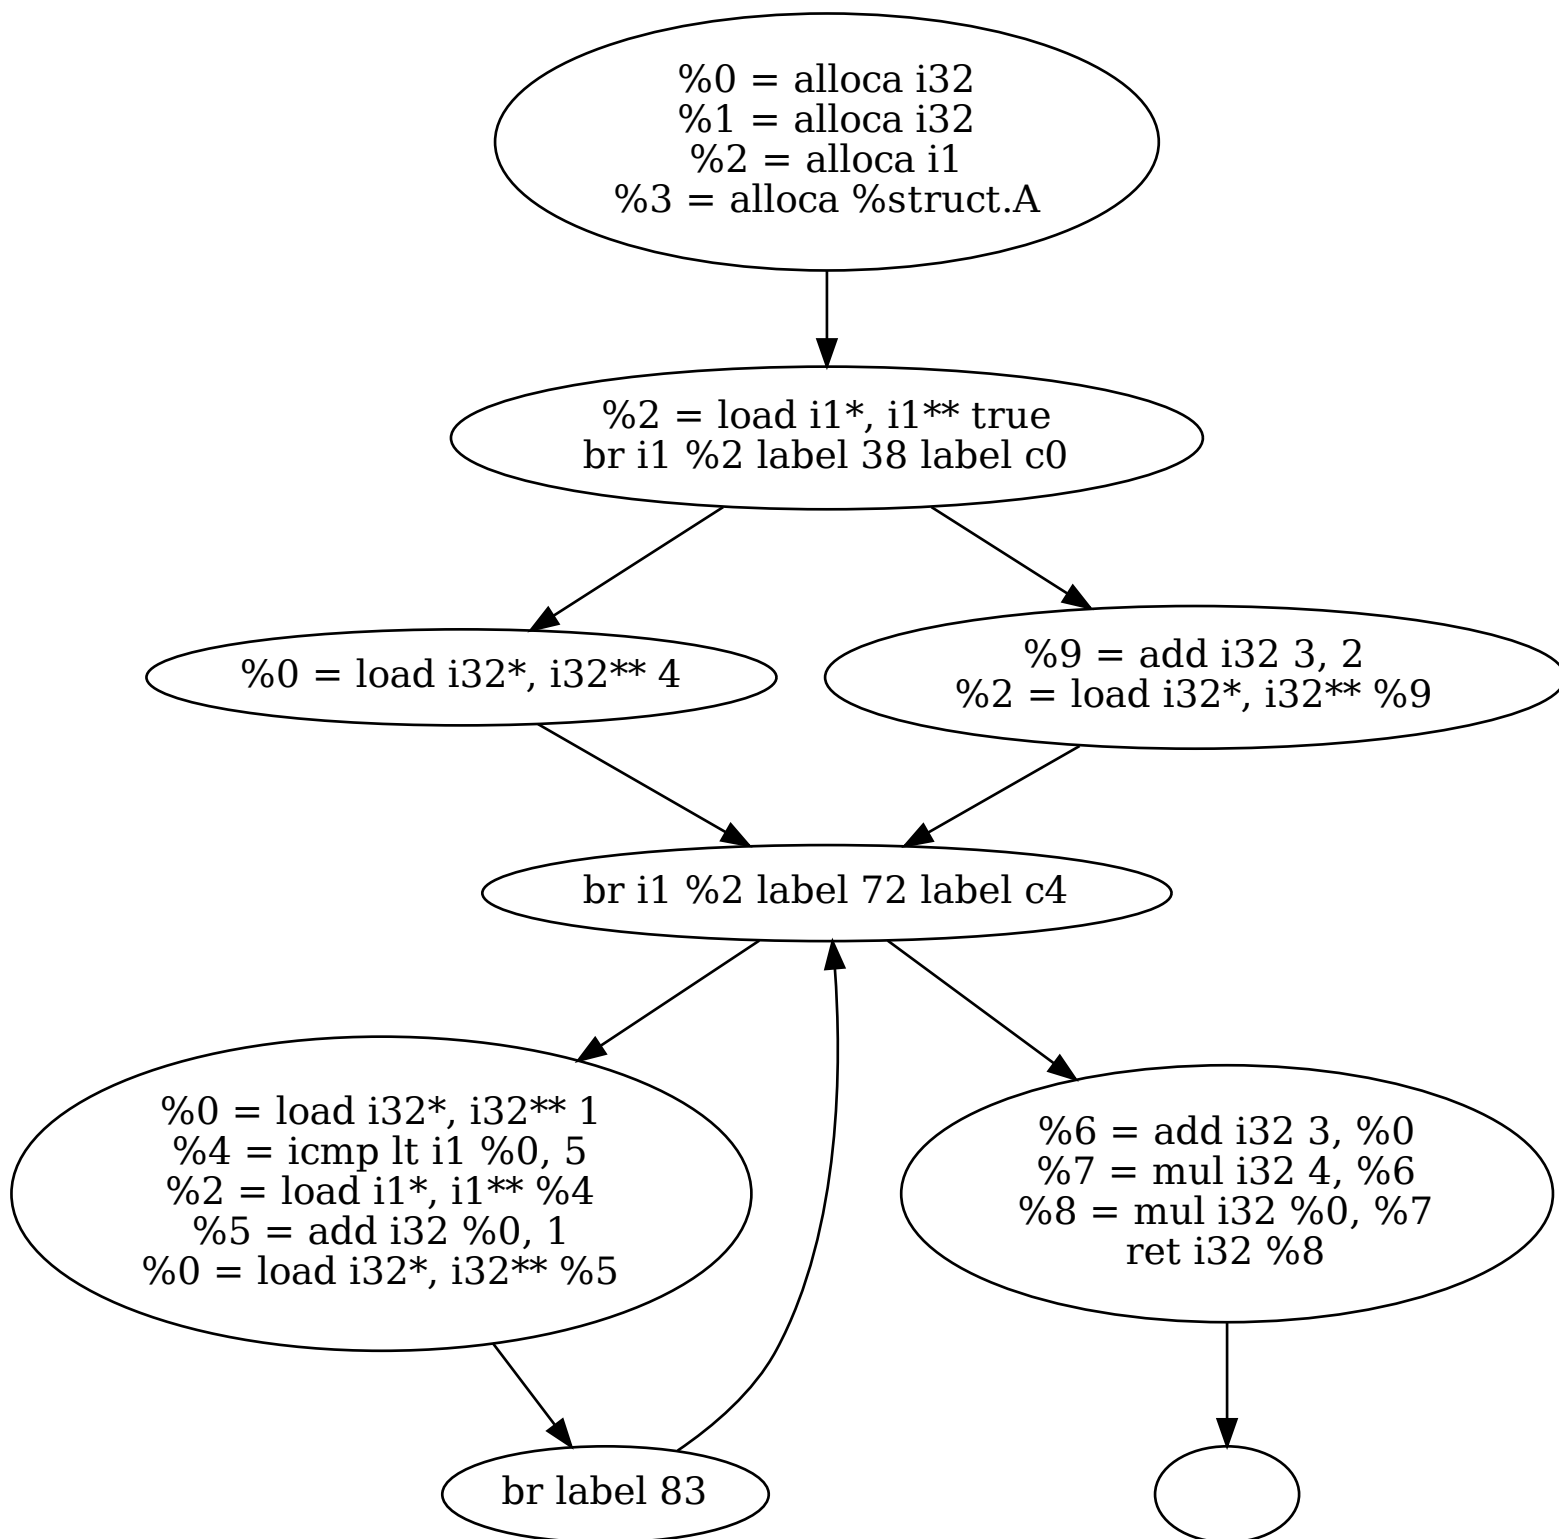 %0 = alloca i32
%1 = alloca i32
%2 = alloca i1
%3 = alloca %struct.A
%2 = load i1*, i1** true
br i1 %2 label 38 label c0
%0 = load i32*, i32** 4
%9 = add i32 3, 2
%2 = load i32*, i32** %9
br i1 %2 label 72 label c4
%0 = load i32*, i32** 1
%4 = icmp lt i1 %0, 5
%2 = load i1*, i1** %4
%5 = add i32 %0, 1
%0 = load i32*, i32** %5
%6 = add i32 3, %0
%7 = mul i32 4, %6
%8 = mul i32 %0, %7
ret i32 %8
br label 83